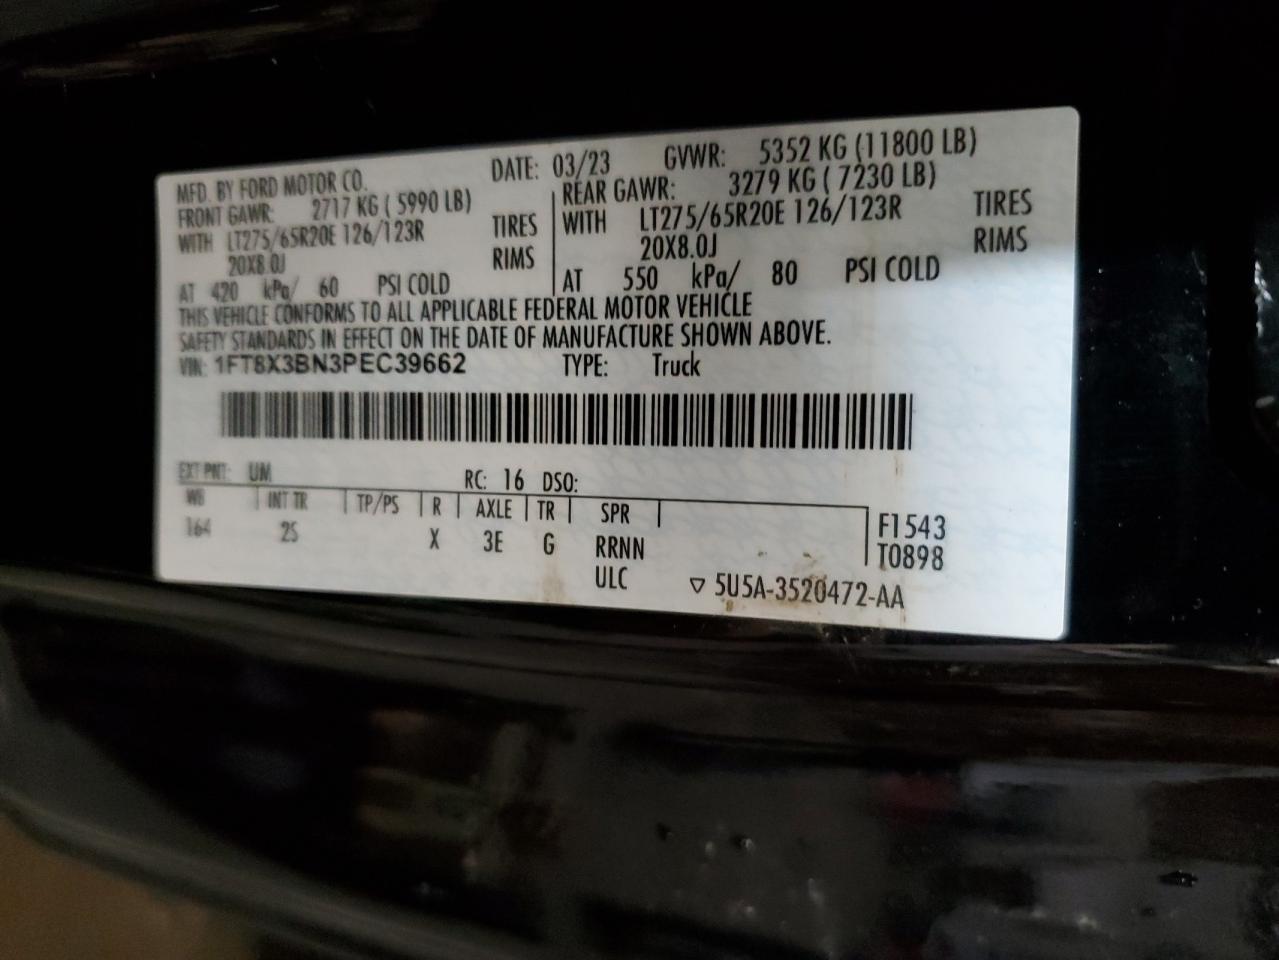 MFD. BY FORD MOTOR CO. DATE: 03/23 GVWR: 5352 KG (11800 LB)
FRONT GAWR: 2717 KG ( 5990 LB) REAR GAWR: 3279 KG ( 7230 LB)
WITH LT275/65R20E 126/123R TIRES WITH LT275/65R20E 126/123R TIRES
20X8.0J RIMS 20X8.0J RIMS
AT 420 kPa/ 60 PSI COLD AT 550 kPa/ 80 PSI COLD
THIS VEHICLE CONFORMS TO ALL APPLICABLE FEDERAL MOTOR VEHICLE
SAFETY STANDARDS IN EFFECT ON THE DATE OF MANUFACTURE SHOWN ABOVE.
VIN: 1FT8X3BN3PEC39662 TYPE: Truck
EXT PNT: UM RC: 16 DSO:
WB INT TR TP/PS R AXLE TR SPR F1543
164 2S X 3E G RRNN T0898
ULC ▽ 5U5A-3520472-AA